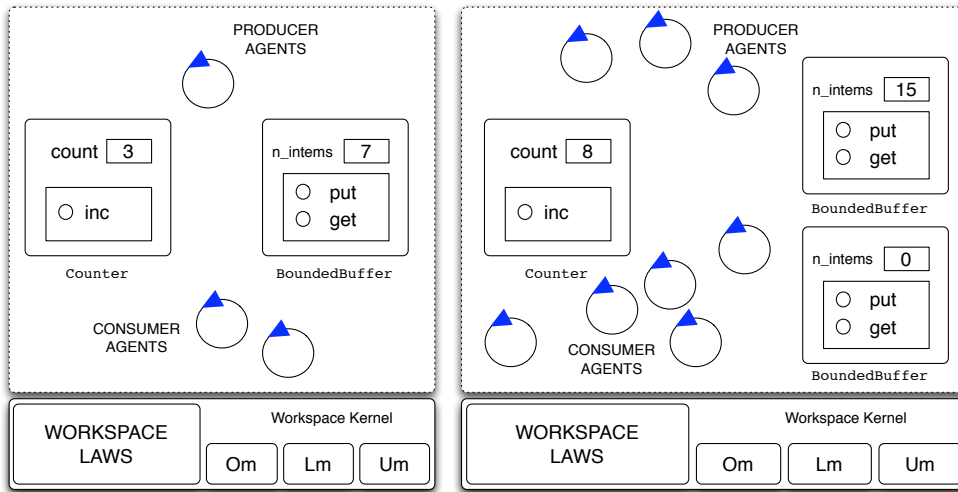 PRODUCER
AGENTS
count 3
inc
Counter
n_intems 7
put
get
BoundedBuffer
CONSUMER
AGENTS
WORKSPACE
LAWS
Workspace Kernel
Om Lm Um
PRODUCER
AGENTS
n_intems 15
put
get
BoundedBuffer
count 8
inc
Counter
n_intems 0
put
get
BoundedBuffer
CONSUMER
AGENTS
WORKSPACE
LAWS
Workspace Kernel
Om Lm Um